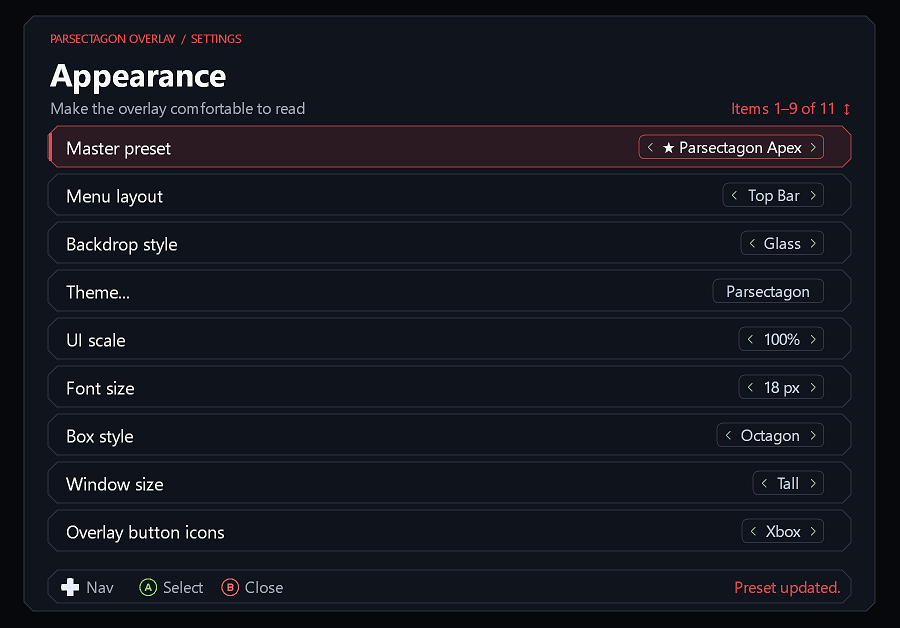 PARSECTAGON OVERLAY / SETTINGS
Appearance
Make the overlay comfortable to read
Items 1–9 of 11 ↕
Master preset ‹ ★ Parsectagon Apex ›
Menu layout ‹ Top Bar ›
Backdrop style ‹ Glass ›
Theme... Parsectagon
UI scale ‹ 100% ›
Font size ‹ 18 px ›
Box style ‹ Octagon ›
Window size ‹ Tall ›
Overlay button icons ‹ Xbox ›
Nav A Select B Close Preset updated.